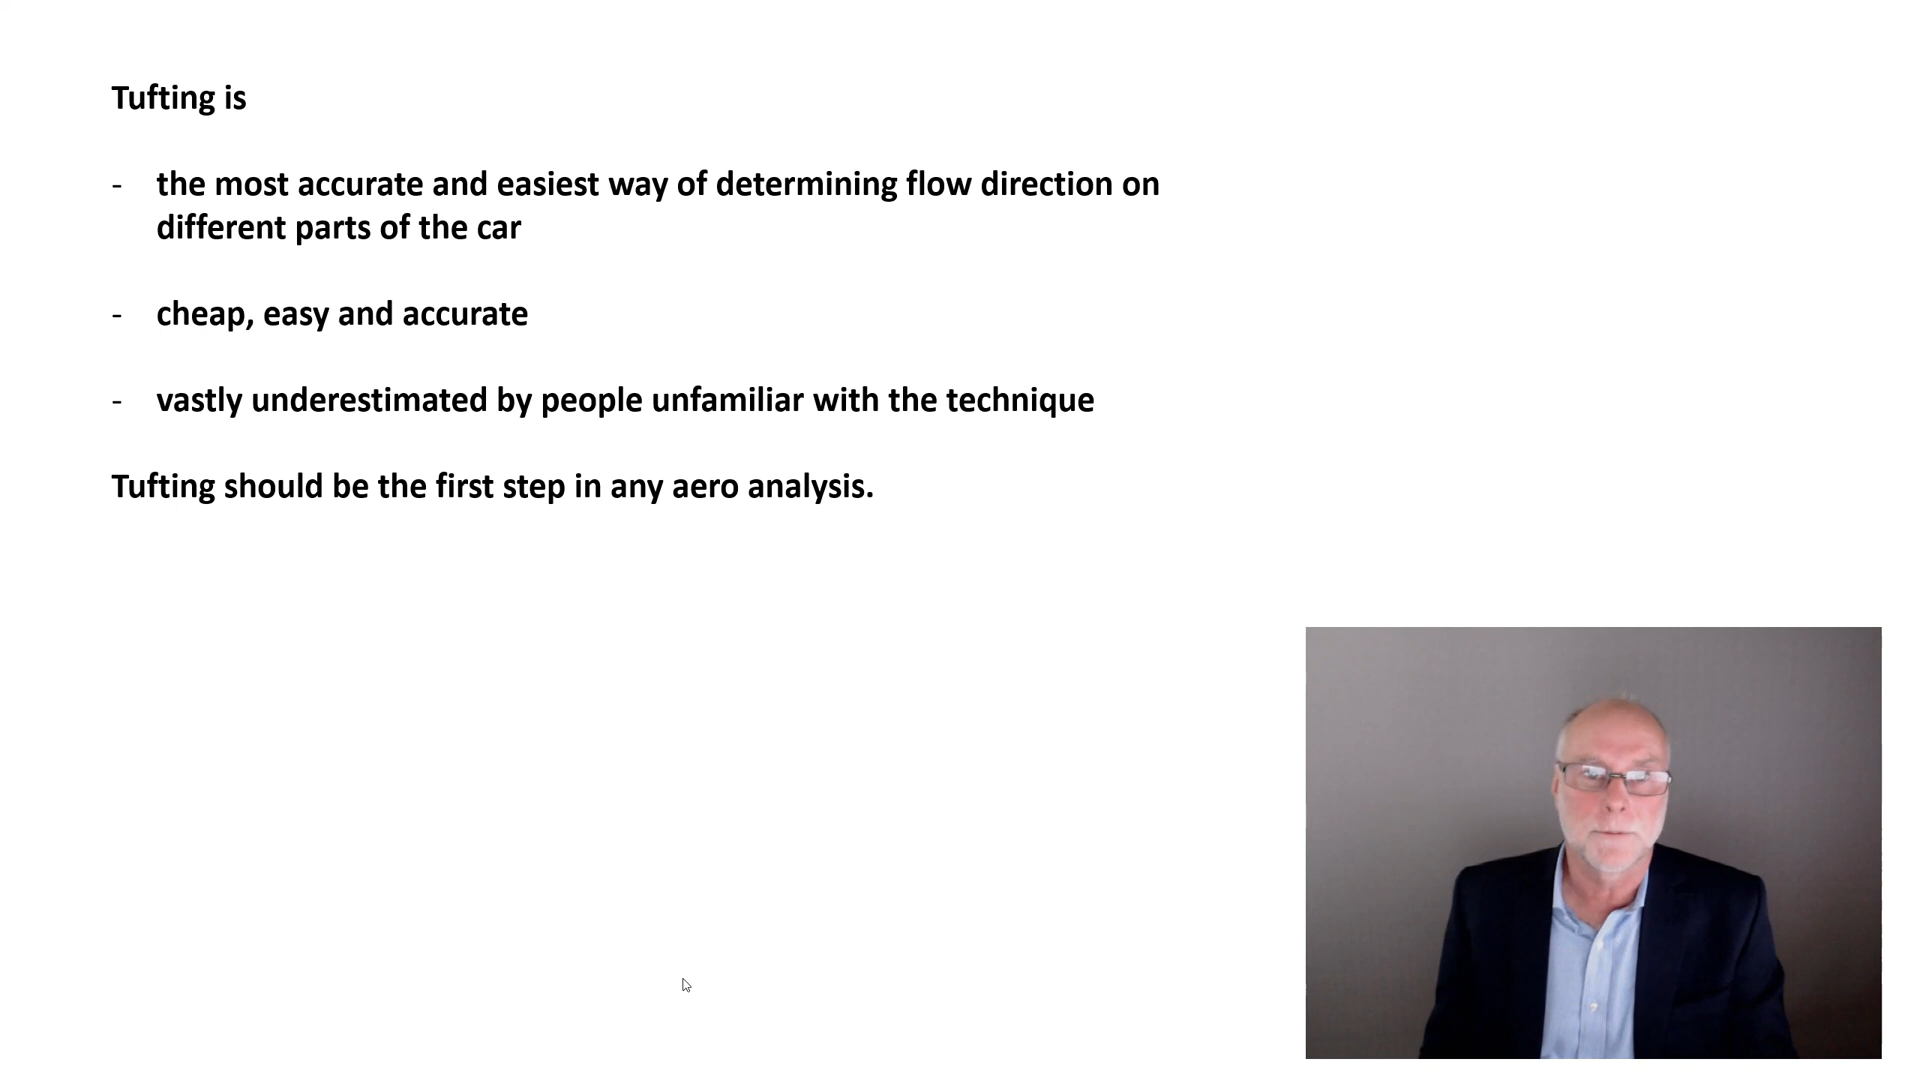 Tufting is
- the most accurate and easiest way of determining flow direction on
different parts of the car
- cheap, easy and accurate
- vastly underestimated by people unfamiliar with the technique
Tufting should be the first step in any aero analysis.